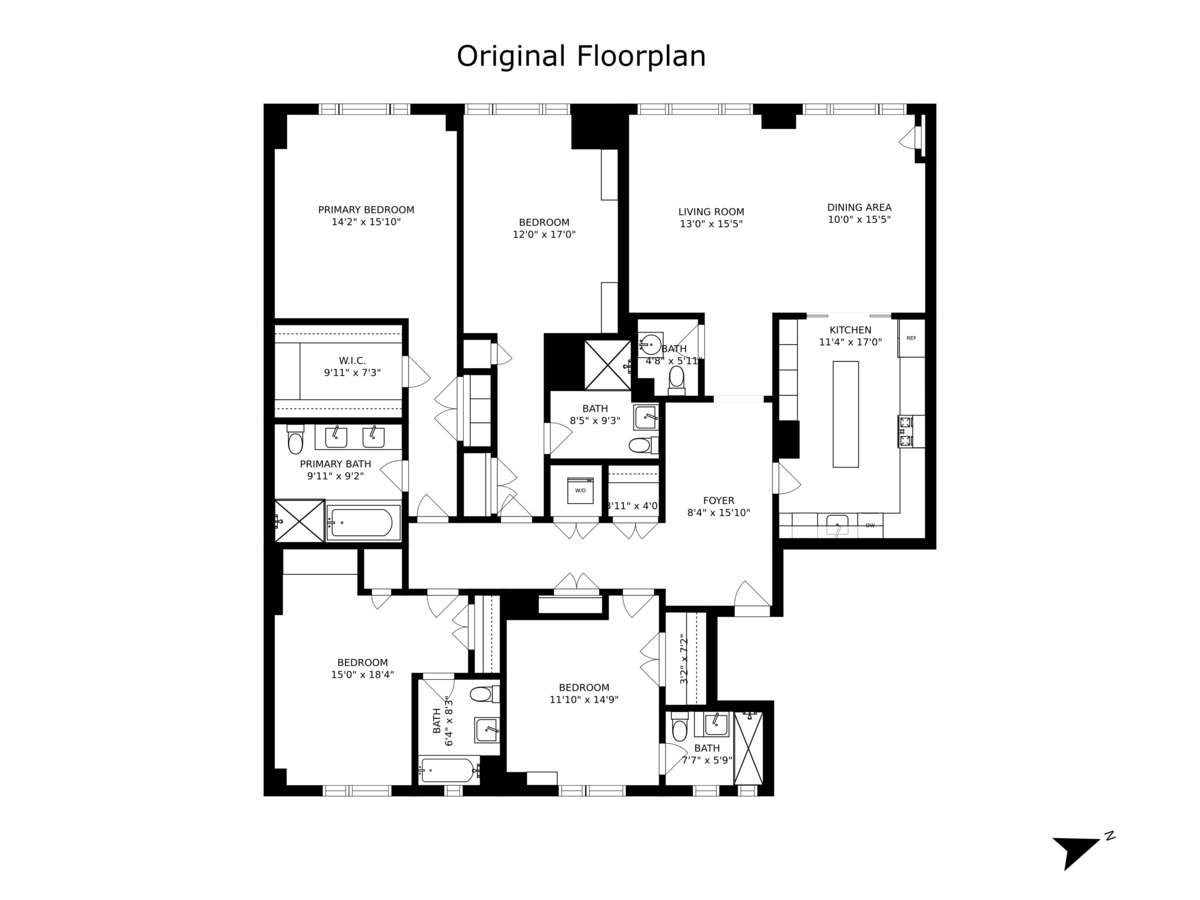 Original Floorplan
PRIMARY BEDROOM
14'2" x 15'10"
BEDROOM
12'0" x 17'0"
LIVING ROOM
13'0" x 15'5"
DINING AREA
10'0" x 15'5"
KITCHEN
11'4" x 17'0"
REF
BATH
4'8" x 5'11"
W.I.C.
9'11" x 7'3"
BATH
8'5" x 9'3"
PRIMARY BATH
9'11" x 9'2"
W/D
3'11" x 4'0"
FOYER
8'4" x 15'10"
DW
BEDROOM
15'0" x 18'4"
BATH
6'4" x 8'3"
BEDROOM
11'10" x 14'9"
3'2" x 7'2"
BATH
7'7" x 5'9"
N